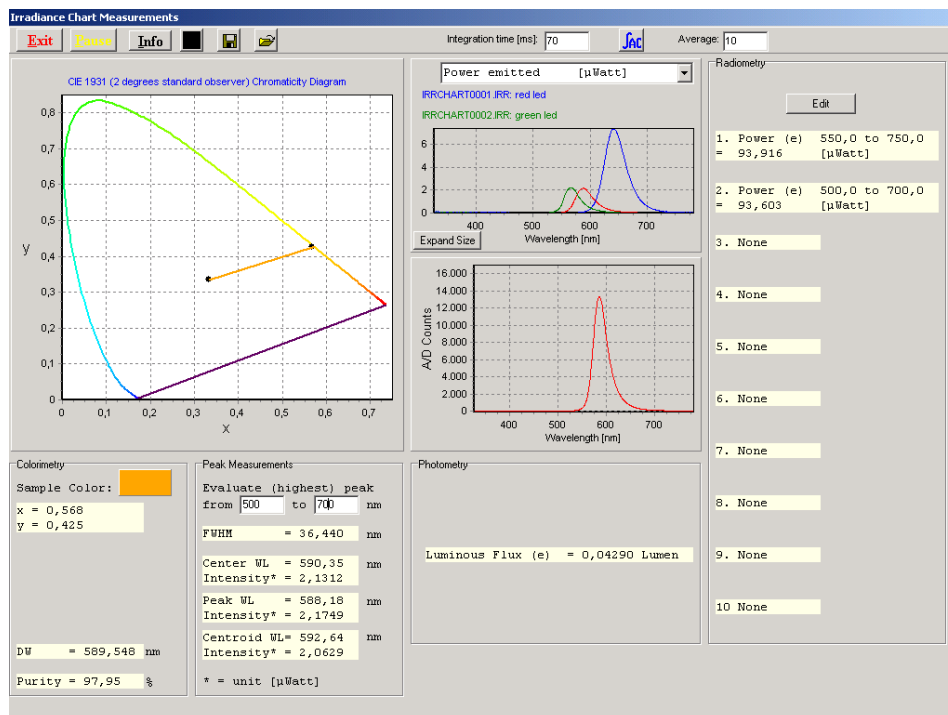 Irradiance Chart Measurements
Exit Pause Info Integration time [ms]: 70 SAC Average: 10
CIE 1931 (2 degrees standard observer) Chromaticity Diagram
0,8
0,7
0,6
0,5
0,4
0,3
0,2
0,1
0
y
0 0,1 0,2 0,3 0,4 0,5 0,6 0,7
x
Power emitted [µWatt]
IRRCHART0001.IRR: red led
IRRCHART0002.IRR: green led
6
4
2
0
400 500 600 700
Expand Size
Wavelength [nm]
16.000
14.000
12.000
10.000
8.000
6.000
4.000
2.000
0
A/D Counts
400 500 600 700
Wavelength [nm]
Radiometry
Edit
1. Power (e) 550,0 to 750,0
= 93,916 [µWatt]
2. Power (e) 500,0 to 700,0
= 93,603 [µWatt]
3. None
4. None
5. None
6. None
7. None
8. None
9. None
10 None
Colorimetry
Sample Color:
x = 0,568
y = 0,425
DW = 589,548 nm
Purity = 97,95 %
Peak Measurements
Evaluate (highest) peak
from 500 to 700 nm
FWHM = 36,440 nm
Center WL = 590,35 nm
Intensity* = 2,1312
Peak WL = 588,18 nm
Intensity* = 2,1749
Centroid WL= 592,64 nm
Intensity* = 2,0629
* = unit [µWatt]
Photometry
Luminous Flux (e) = 0,04290 Lumen